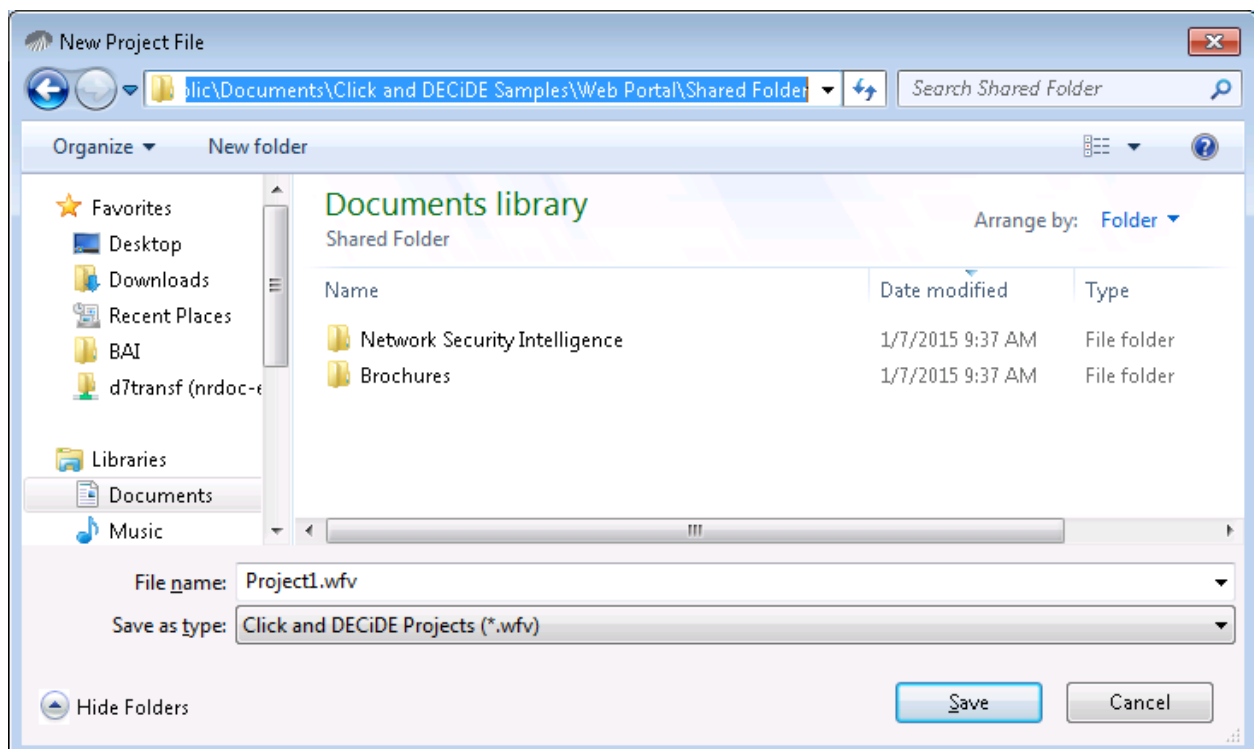 New Project File
blic\Documents\Click and DECiDE Samples\Web Portal\Shared Folder
Search Shared Folder
Organize
New folder
Favorites
Desktop
Downloads
Recent Places
BAI
d7transf (nrdoc-e
Libraries
Documents
Music
Documents library
Shared Folder
Arrange by: Folder
Name Date modified Type
Network Security Intelligence 1/7/2015 9:37 AM File folder
Brochures 1/7/2015 9:37 AM File folder
File name: Project1.wfv
Save as type: Click and DECiDE Projects (*.wfv)
Hide Folders
Save
Cancel